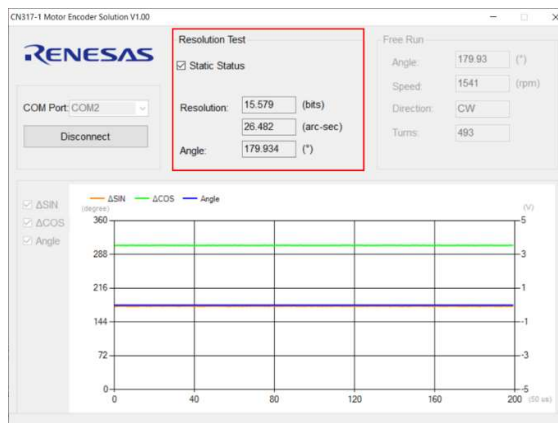 CN317-1 Motor Encoder Solution V1.00
RENESAS
COM Port: COM2
Disconnect
Resolution Test
Static Status
Resolution: 15.579 (bits)
26.482 (arc-sec)
Angle: 179.934 (°)
Free Run
Angle: 179.93 (°)
Speed: 1541 (rpm)
Direction: CW
Turns: 493
ΔSIN
ΔCOS
Angle
ΔSIN ΔCOS Angle
(degree) (V)
360 5
288 3
216 1
144 -1
72 -3
0 -5
0 40 80 120 160 200 (50 us)